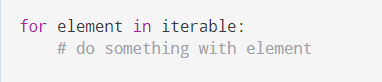 for element in iterable:
    # do something with element